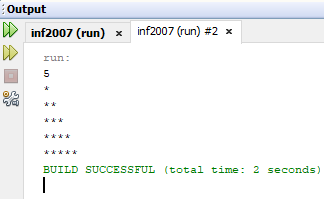 Output
inf2007 (run) × inf2007 (run) #2 ×
run:
5
*
**
***
****
*****
BUILD SUCCESSFUL (total time: 2 seconds)